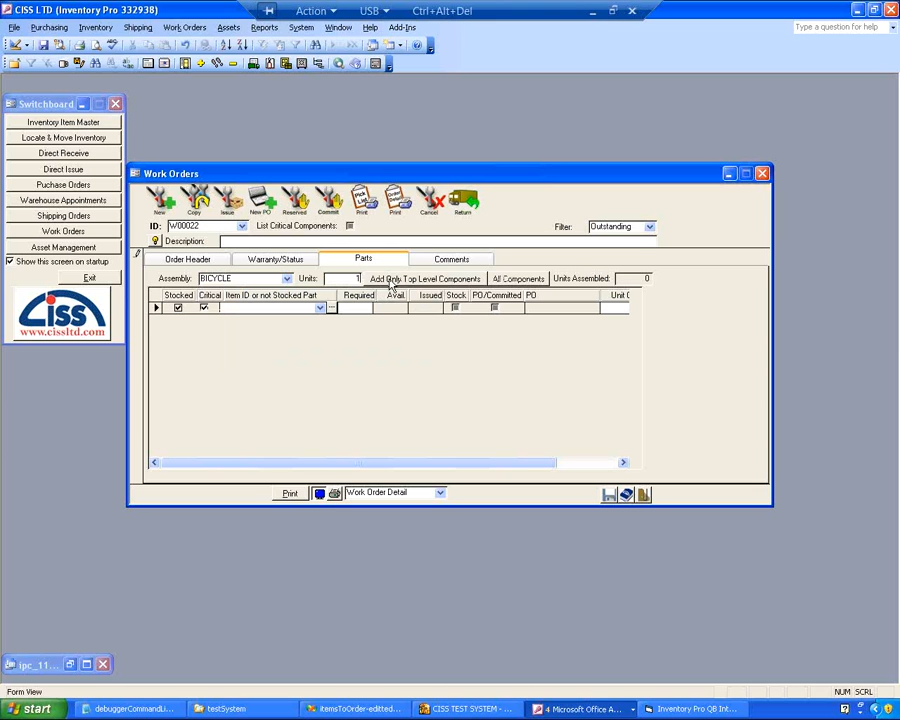 CISS LTD (Inventory Pro 332938)
Action USB Ctrl+Alt+Del
File Purchasing Inventory Shipping Work Orders Assets Reports System Window Help
Type a question for help
Switchboard
Inventory Item Master
Locate & Move Inventory
Direct Receive
Direct Issue
Puchase Orders
Warehouse Appointments
Shipping Orders
Work Orders
Asset Management
Show this screen on startup
Exit
CISS
www.cissltd.com
Work Orders
New Copy Issue New PO Reserved Commit Print Print Cancel Return
ID: W00022 List Critical Components: Filter: Outstanding
Description:
Order Header Warranty/Status Parts Comments
Assembly: BICYCLE Units: 1 Add Only Top Level Components All Components Units Assembled: 0
Stocked Critical Item ID or not Stocked Part Required Avail. Issued Stock PO/Committed PO Unit C
Print Work Order Detail
ipc_11...
Form View
NUM SCRL
start debuggerCommandLi... testSystem itemsToOrder-editted... CISS TEST SYSTEM - ... 4 Microsoft Office A... Inventory Pro QB Int...